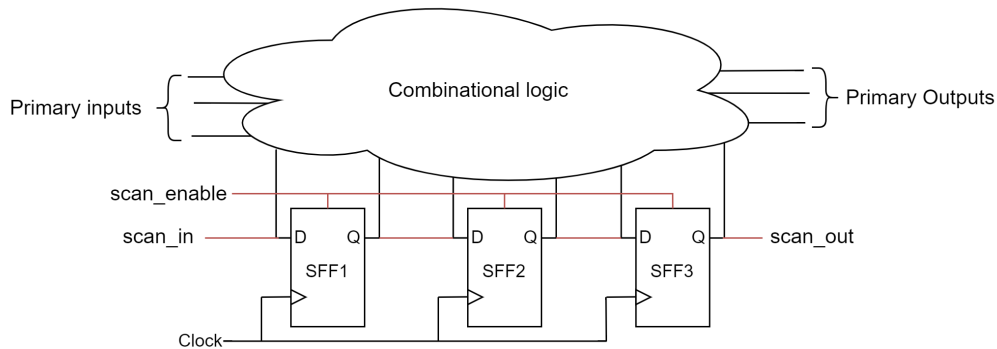 Combinational logic
Primary inputs
Primary Outputs
scan_enable
scan_in
D
Q
D
Q
D
Q
scan_out
SFF1
SFF2
SFF3
Clock